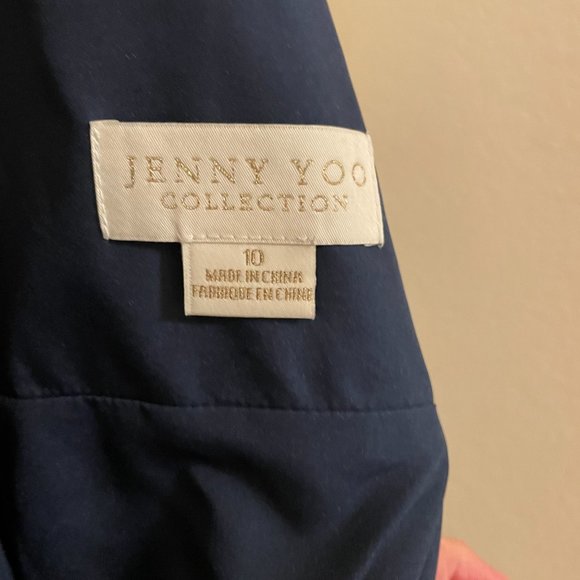 JENNY YOO
COLLECTION
10
MADE IN CHINA
FABRIQUE EN CHINE